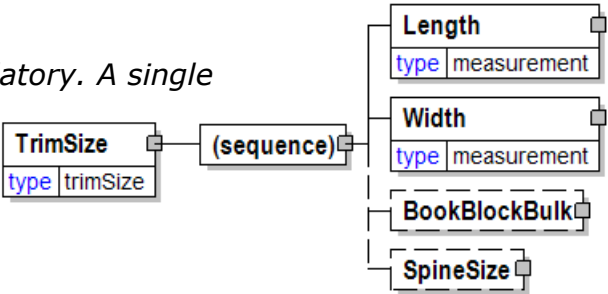 Length
type measurement
atory. A single
Width
TrimSize
(sequence)
type measurement
type trimSize
BookBlockBulk
SpineSize